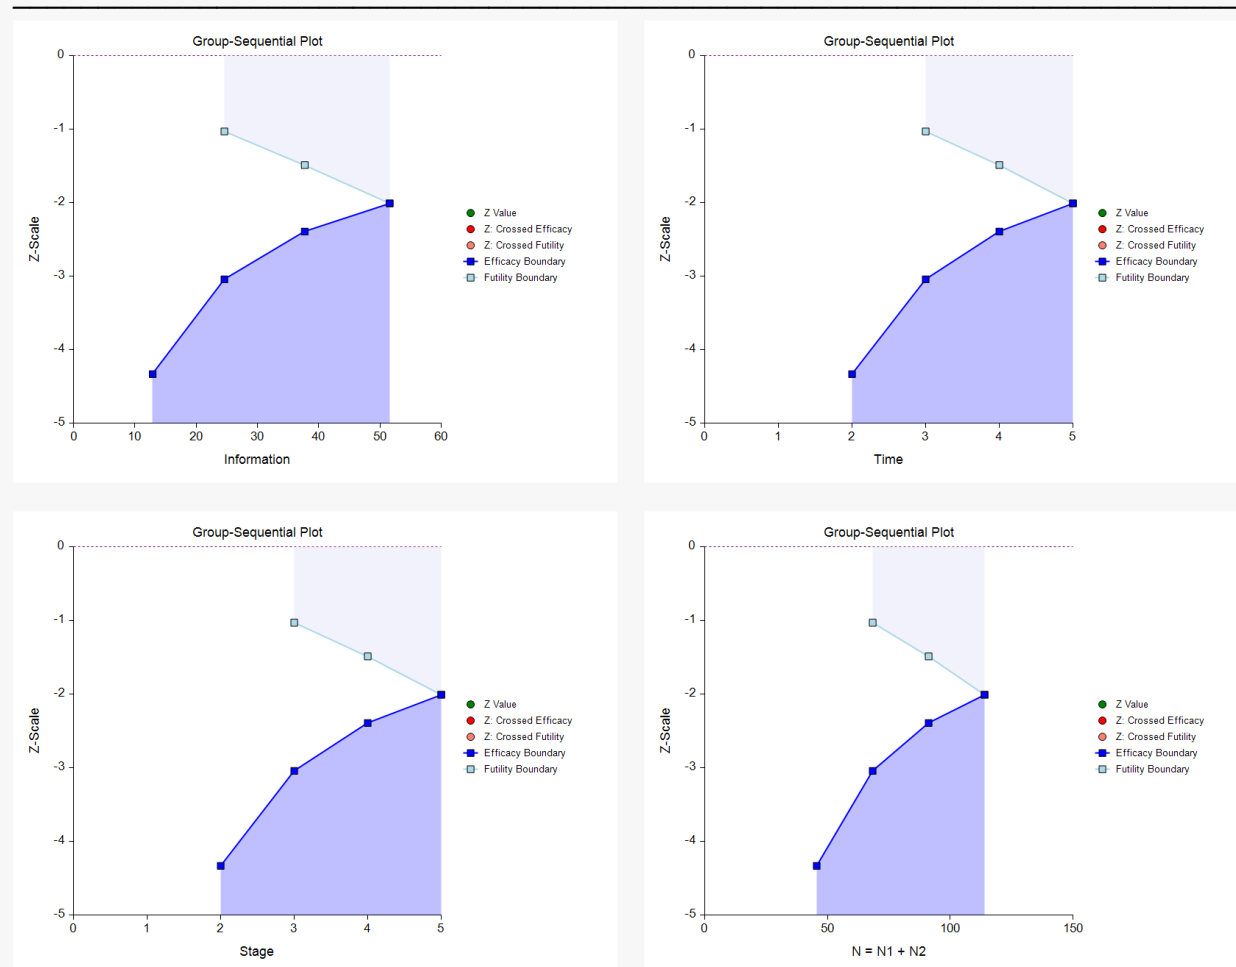 Group-Sequential Plot
0
-1
-2
-3
-4
-5
Z-Scale
0 10 20 30 40 50 60
Information
Z Value
Z: Crossed Efficacy
Z: Crossed Futility
Efficacy Boundary
Futility Boundary
Group-Sequential Plot
0
-1
-2
-3
-4
-5
Z-Scale
0 1 2 3 4 5
Time
Z Value
Z: Crossed Efficacy
Z: Crossed Futility
Efficacy Boundary
Futility Boundary
Group-Sequential Plot
0
-1
-2
-3
-4
-5
Z-Scale
0 1 2 3 4 5
Stage
Z Value
Z: Crossed Efficacy
Z: Crossed Futility
Efficacy Boundary
Futility Boundary
Group-Sequential Plot
0
-1
-2
-3
-4
-5
Z-Scale
0 50 100 150
N = N1 + N2
Z Value
Z: Crossed Efficacy
Z: Crossed Futility
Efficacy Boundary
Futility Boundary